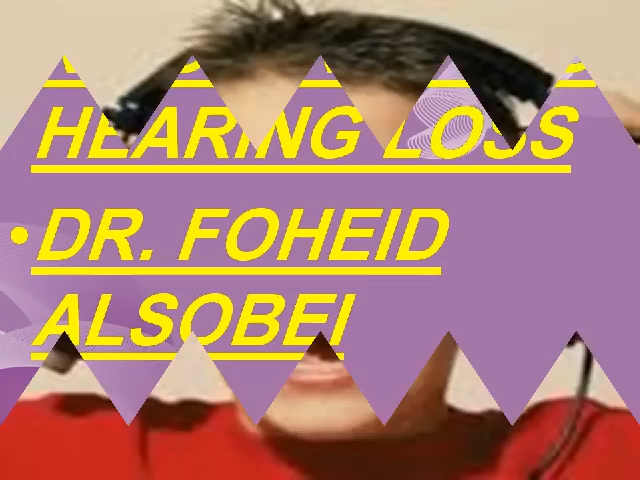 HEARING LOSS
• DR. FOHEID
ALSOBEI